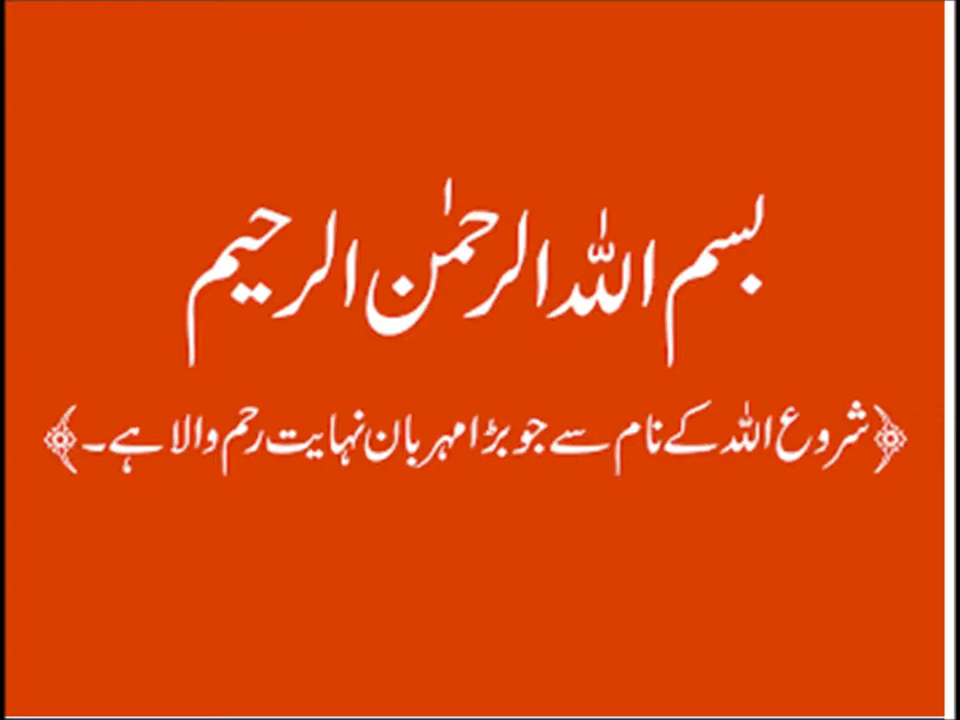 بسم اللہ الرحمٰن الرحیم
﴿شروع اللہ کے نام سے جو بڑا مہربان نہایت رحم والا ہے۔﴾